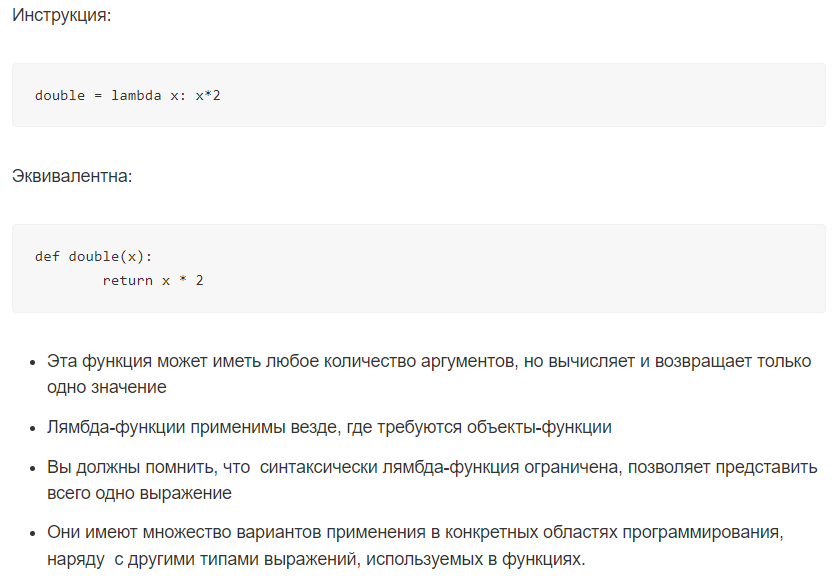 Инструкция:
double = lambda x: x*2
Эквивалентна:
def double(x):
        return x * 2
• Эта функция может иметь любое количество аргументов, но вычисляет и возвращает только
одно значение
• Лямбда-функции применимы везде, где требуются объекты-функции
• Вы должны помнить, что  синтаксически лямбда-функция ограничена, позволяет представить
всего одно выражение
• Они имеют множество вариантов применения в конкретных областях программирования,
наряду  с другими типами выражений, используемых в функциях.